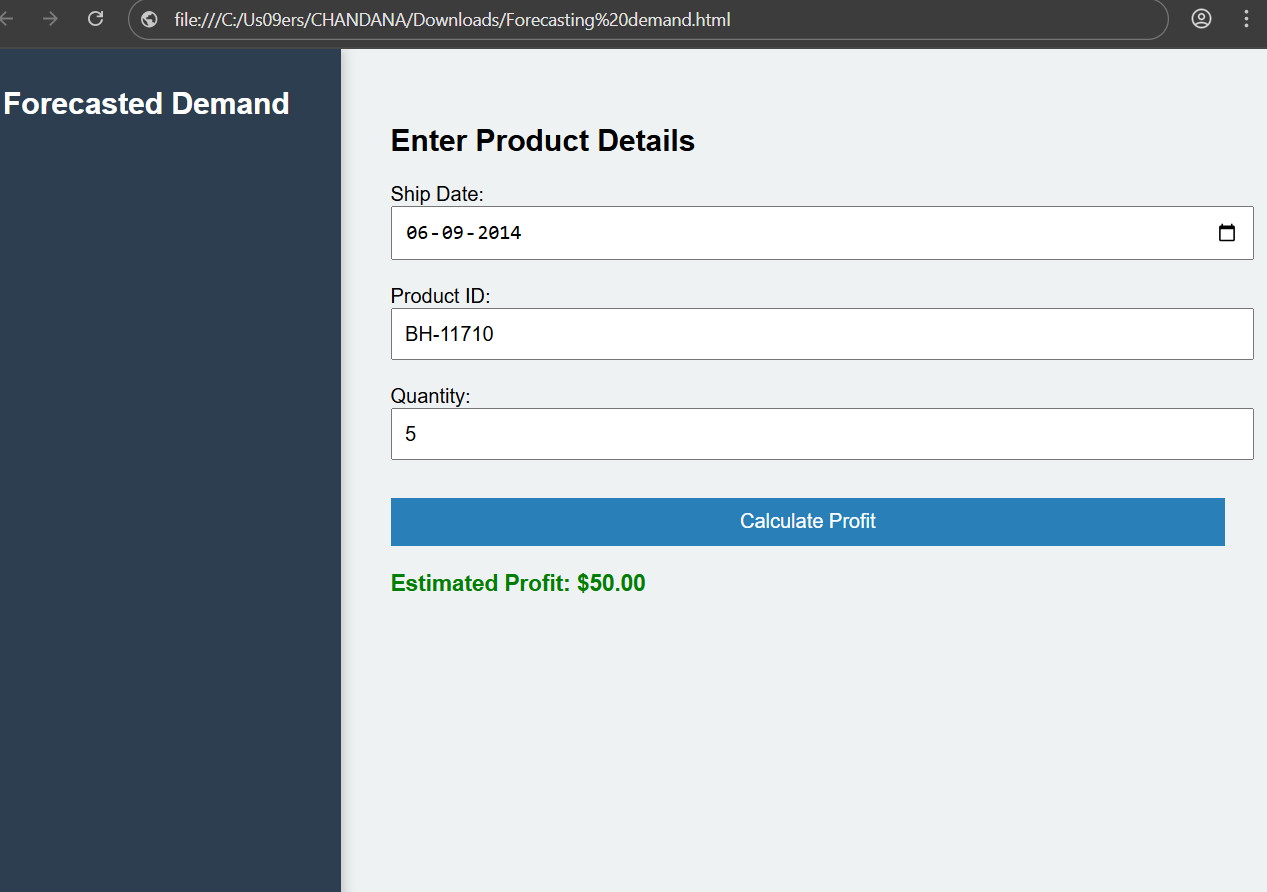 file:///C:/Us09ers/CHANDANA/Downloads/Forecasting%20demand.html
Forecasted Demand
Enter Product Details
Ship Date:
06-09-2014
Product ID:
BH-11710
Quantity:
5
Calculate Profit
Estimated Profit: $50.00